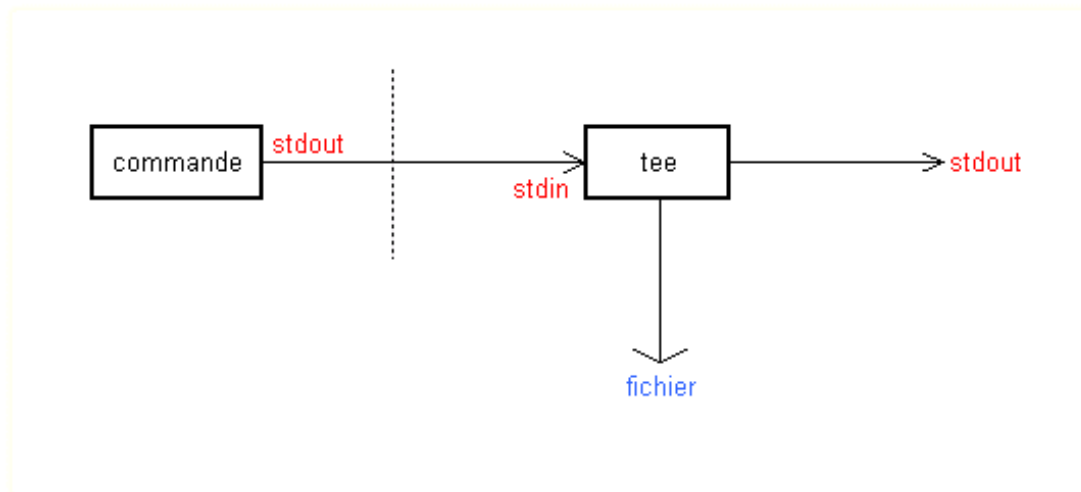 stdout
commande
tee
stdout
stdin
fichier